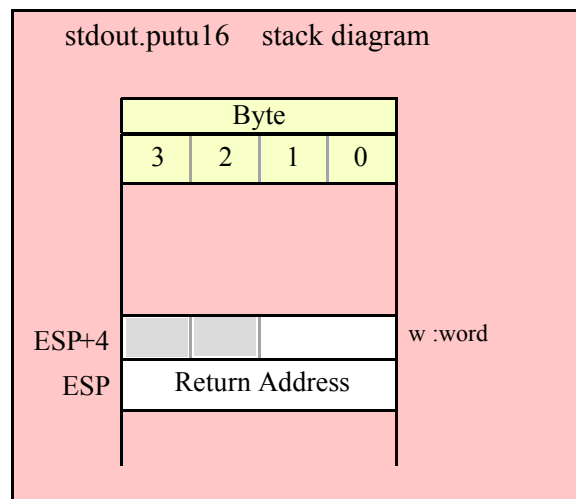 stdout.putu16 stack diagram
Byte
3 2 1 0
ESP+4 w :word
ESP Return Address